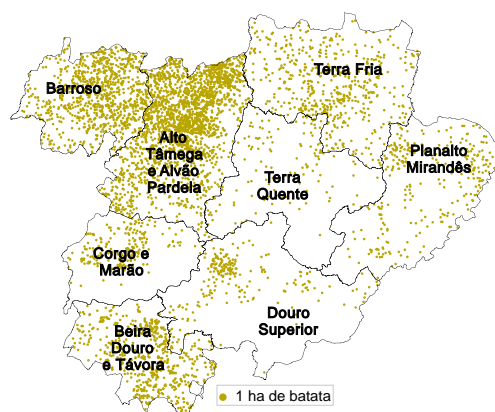 Terra Fria
Barroso
Alto
Tâmega
e Alvão
Pardela
Planalto
Mirandês
Terra
Quente
Corgo e
Marão
Douro
Superior
Beira
Douro
e Távora
1 ha de batata